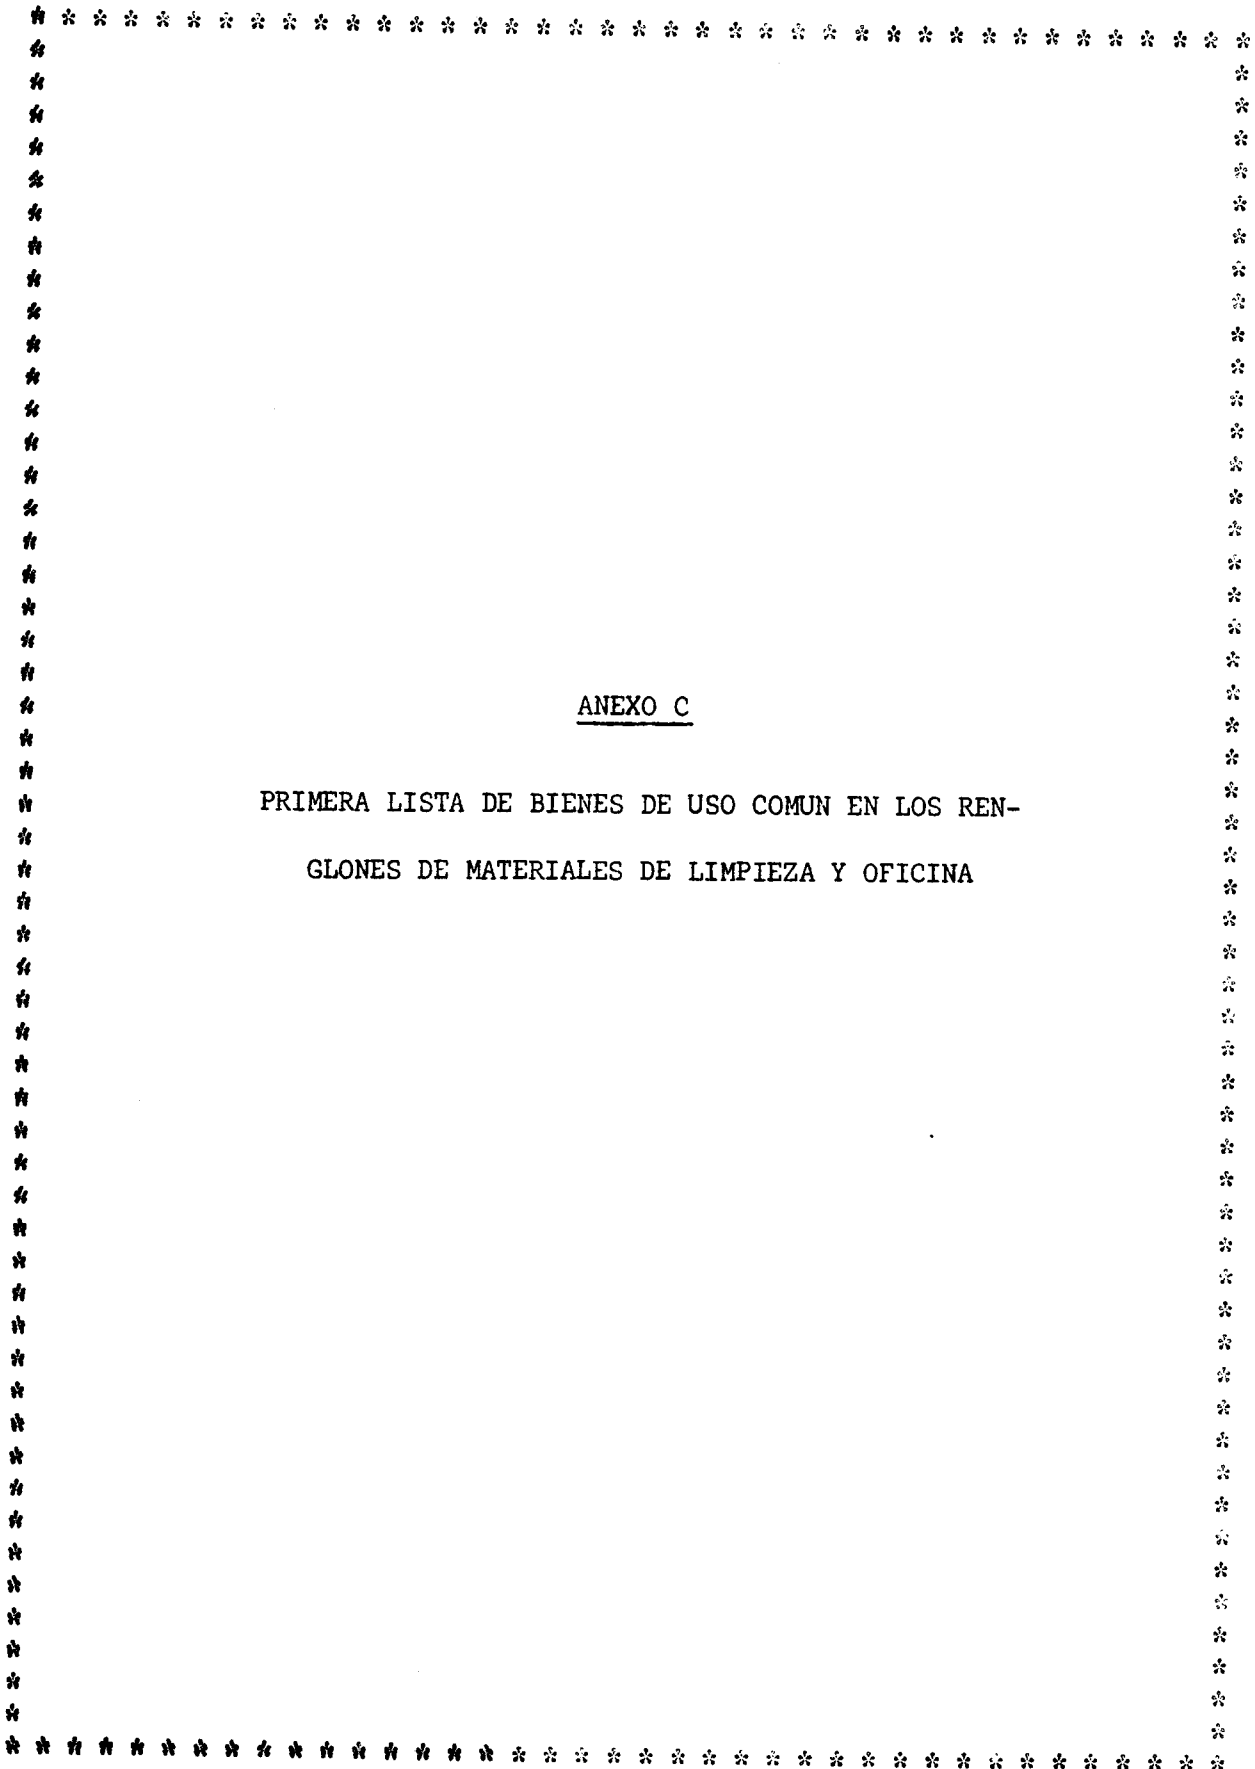 ANEXO C
PRIMERA LISTA DE BIENES DE USO COMUN EN LOS REN-
GLONES DE MATERIALES DE LIMPIEZA Y OFICINA